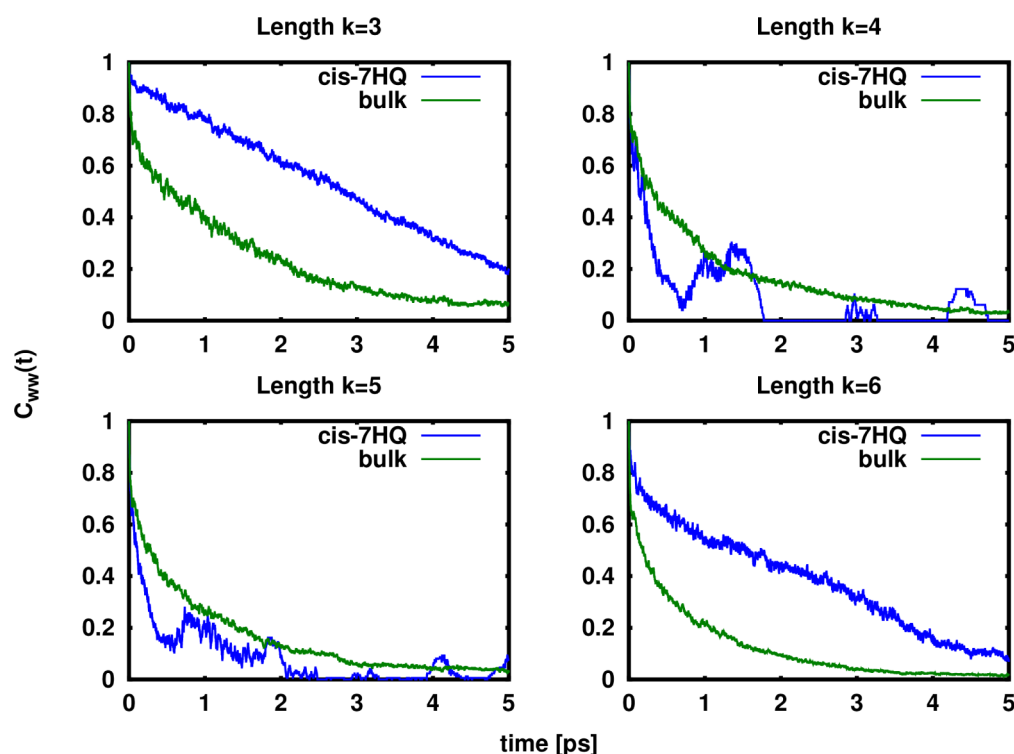 Length k=3
Length k=4
1
0.8
0.6
0.4
0.2
0
cis-7HQ
bulk
0 1 2 3 4 5
1
0.8
0.6
0.4
0.2
0
cis-7HQ
bulk
0 1 2 3 4 5
Cww(t)
Length k=5
Length k=6
1
0.8
0.6
0.4
0.2
0
cis-7HQ
bulk
0 1 2 3 4 5
1
0.8
0.6
0.4
0.2
0
cis-7HQ
bulk
0 1 2 3 4 5
time [ps]